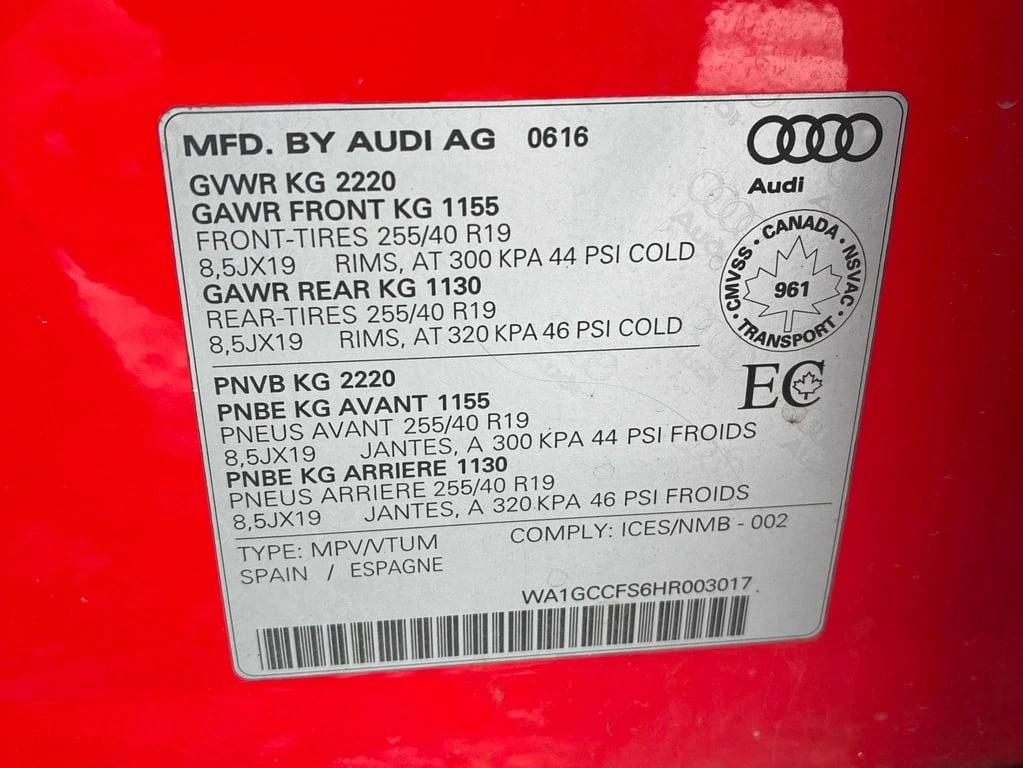 MFD. BY AUDI AG 0616
Audi
GVWR KG 2220
GAWR FRONT KG 1155
FRONT-TIRES 255/40 R19
8,5JX19 RIMS, AT 300 KPA 44 PSI COLD
GAWR REAR KG 1130
REAR-TIRES 255/40 R19
8,5JX19 RIMS, AT 320 KPA 46 PSI COLD
CMVSS · CANADA · NSVAC · TRANSPORT ·
961
PNVB KG 2220
PNBE KG AVANT 1155
PNEUS AVANT 255/40 R19
8,5JX19 JANTES, A 300 KPA 44 PSI FROIDS
PNBE KG ARRIERE 1130
PNEUS ARRIERE 255/40 R19
8,5JX19 JANTES, A 320 KPA 46 PSI FROIDS
EC
TYPE: MPV/VTUM COMPLY: ICES/NMB - 002
SPAIN / ESPAGNE
WA1GCCFS6HR003017